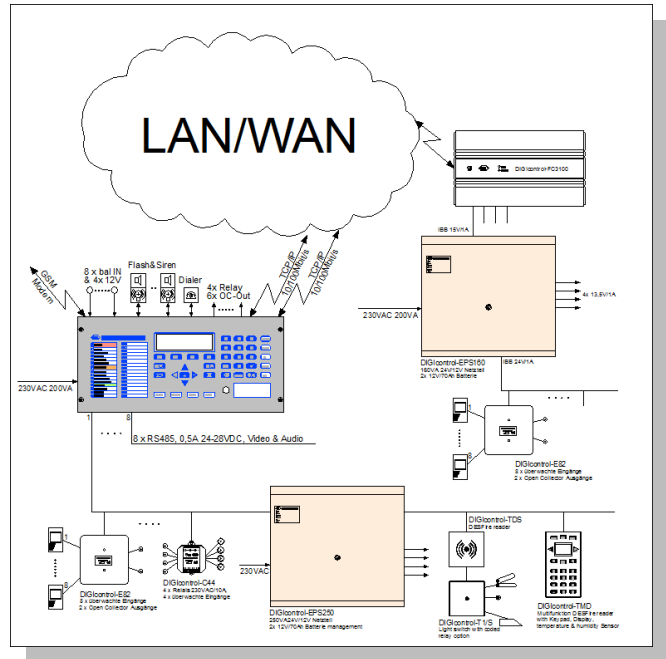 LAN/WAN
DIGIcontrol-PC3100
IBB 15V/1A
GSM
Modem
8 x bal IN
& 4x 12V
Flash&Siren
Dialer
4x Relay
6x OC-Out
TCP/IP
10/100Mbit/s
TCP/IP
10/100Mbit/s
4x 13,5V/1A
230VAC 200VA
DIGIcontrol-EPS160
160VA 24V/12V Netzteil
2x 12V/70Ah Batterie
IBB 24V/1A
230VAC 200VA
1
8
8 x RS485, 0,5A 24-28VDC, Video & Audio
1
8
DIGIcontrol-E82
8 x überwachte Eingänge
2 x Open Collector Ausgänge
1
8
DIGIcontrol-E82
8 x überwachte Eingänge
2 x Open Collector Ausgänge
DIGIcontrol-C44
4 x Relais 230VAC/10A,
4 x überwachte Eingänge
230VAC
DIGIcontrol-EPS250
250VA 24V/12V Netzteil
2x 12V/70Ah Batterie management
DIGIcontrol-TDS
DESFire reader
DIGIcontrol-T1/S
Light switch with coded
relay option
DIGIcontrol-TMD
Multifunction DESFire reader
with Keypad, Display,
temperature & humidity Sensor